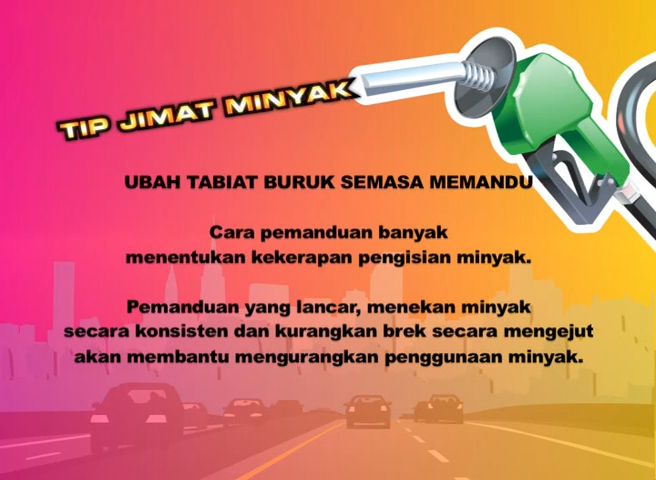 TIP JIMAT MINYAK
UBAH TABIAT BURUK SEMASA MEMANDU
Cara pemanduan banyak
menentukan kekerapan pengisian minyak.
Pemanduan yang lancar, menekan minyak
secara konsisten dan kurangkan brek secara mengejut
akan membantu mengurangkan penggunaan minyak.